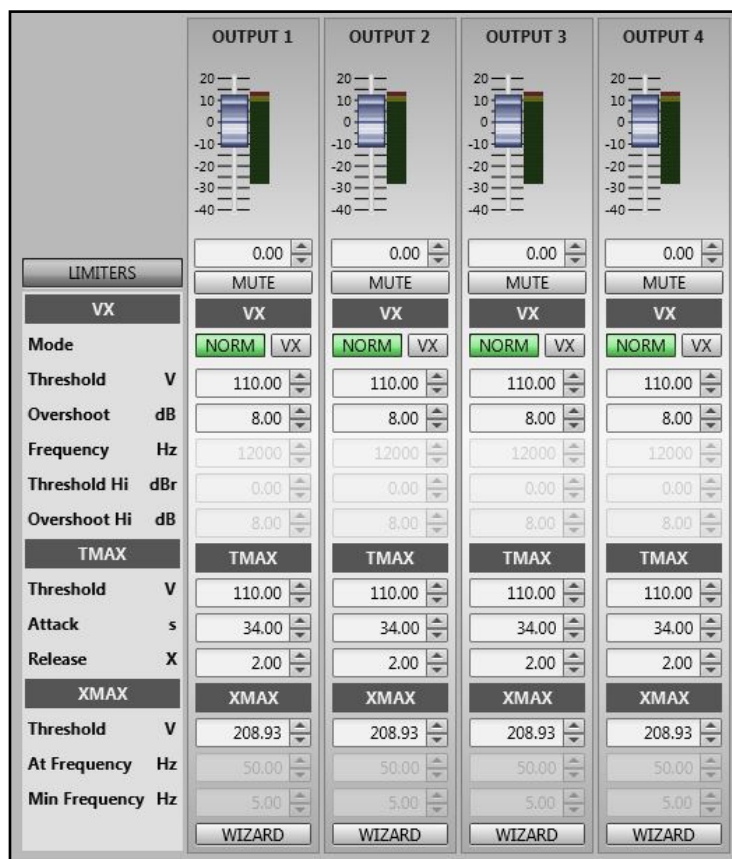 OUTPUT 1 OUTPUT 2 OUTPUT 3 OUTPUT 4
20 20 20 20
10 10 10 10
0 0 0 0
-10 -10 -10 -10
-20 -20 -20 -20
-30 -30 -30 -30
-40 -40 -40 -40
0.00 0.00 0.00 0.00
LIMITERS MUTE MUTE MUTE MUTE
VX VX VX VX VX
Mode NORM VX NORM VX NORM VX NORM VX
Threshold V 110.00 110.00 110.00 110.00
Overshoot dB 8.00 8.00 8.00 8.00
Frequency Hz 12000 12000 12000 12000
Threshold Hi dBr 0.00 0.00 0.00 0.00
Overshoot Hi dB 8.00 8.00 8.00 8.00
TMAX TMAX TMAX TMAX TMAX
Threshold V 110.00 110.00 110.00 110.00
Attack s 34.00 34.00 34.00 34.00
Release X 2.00 2.00 2.00 2.00
XMAX XMAX XMAX XMAX XMAX
Threshold V 208.93 208.93 208.93 208.93
At Frequency Hz 50.00 50.00 50.00 50.00
Min Frequency Hz 5.00 5.00 5.00 5.00
WIZARD WIZARD WIZARD WIZARD